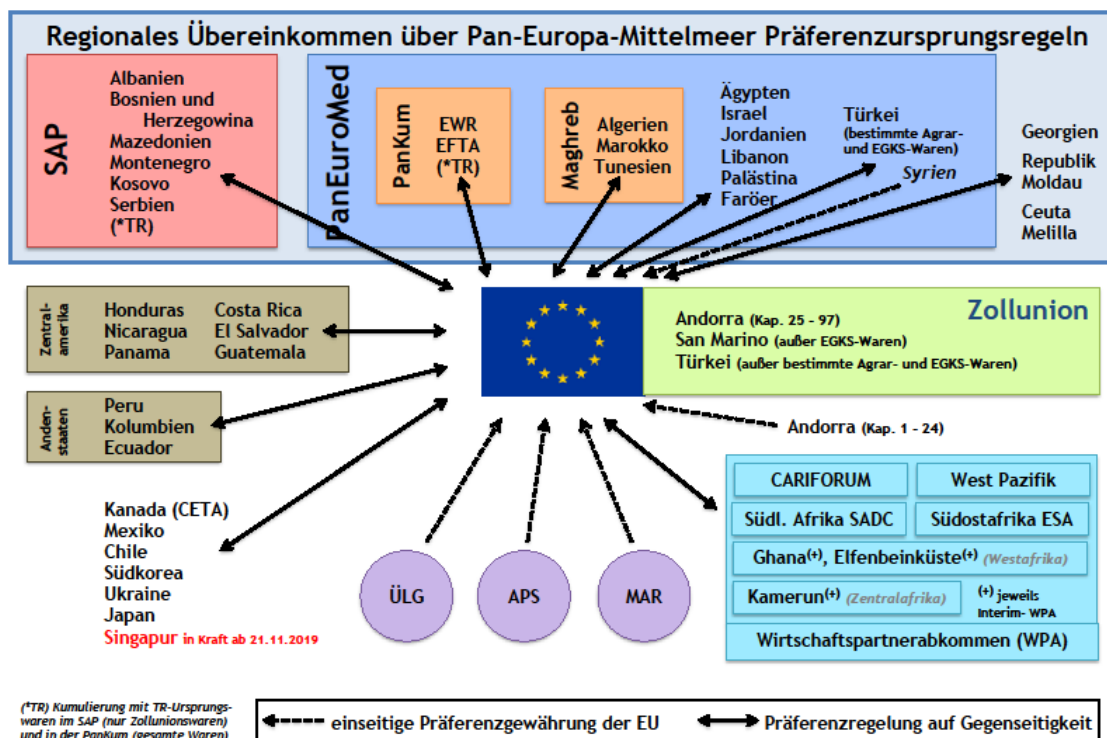 Regionales Übereinkommen über Pan-Europa-Mittelmeer Präferenzursprungsregeln
SAP
Albanien
Bosnien und
Herzegowina
Mazedonien
Montenegro
Kosovo
Serbien
(*TR)
PanEuroMed
PanKum
EWR
EFTA
(*TR)
Maghreb
Algerien
Marokko
Tunesien
Ägypten
Israel
Jordanien
Libanon
Palästina
Faröer
Türkei
(bestimmte Agrar-
und EGKS-Waren)
Syrien
Georgien
Republik
Moldau
Ceuta
Melilla
Zentral-
amerika
Honduras
Nicaragua
Panama
Costa Rica
El Salvador
Guatemala
Zollunion
Andorra (Kap. 25 - 97)
San Marino (außer EGKS-Waren)
Türkei (außer bestimmte Agrar- und EGKS-Waren)
Anden-
staaten
Peru
Kolumbien
Ecuador
Andorra (Kap. 1 - 24)
Kanada (CETA)
Mexiko
Chile
Südkorea
Ukraine
Japan
Singapur in Kraft ab 21.11.2019
ÜLG
APS
MAR
CARIFORUM
West Pazifik
Südl. Afrika SADC
Südostafrika ESA
Ghana(+), Elfenbeinküste(+) (Westafrika)
Kamerun(+) (Zentralafrika)
(+) jeweils
Interim- WPA
Wirtschaftspartnerabkommen (WPA)
(*TR) Kumulierung mit TR-Ursprungs-
waren im SAP (nur Zollunionswaren)
und in der PanKum (gesamte Waren)
einseitige Präferenzgewährung der EU
Präferenzregelung auf Gegenseitigkeit